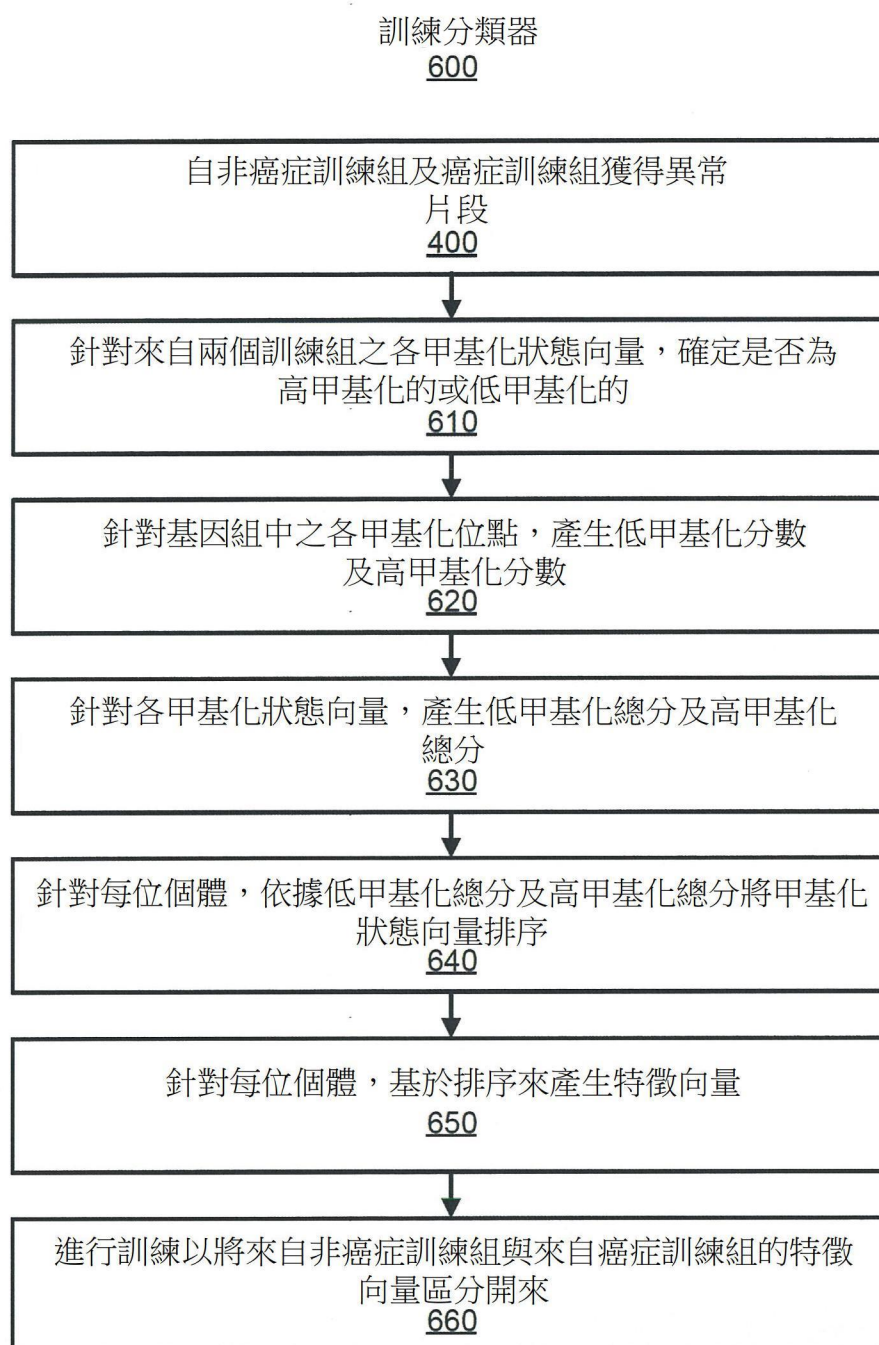 訓練分類器
600
自非癌症訓練組及癌症訓練組獲得異常
片段
400
針對來自兩個訓練組之各甲基化狀態向量，確定是否為
高甲基化的或低甲基化的
610
針對基因組中之各甲基化位點，產生低甲基化分數
及高甲基化分數
620
針對各甲基化狀態向量，產生低甲基化總分及高甲基化
總分
630
針對每位個體，依據低甲基化總分及高甲基化總分將甲基化
狀態向量排序
640
針對每位個體，基於排序來產生特徵向量
650
進行訓練以將來自非癌症訓練組與來自癌症訓練組的特徵
向量區分開來
660